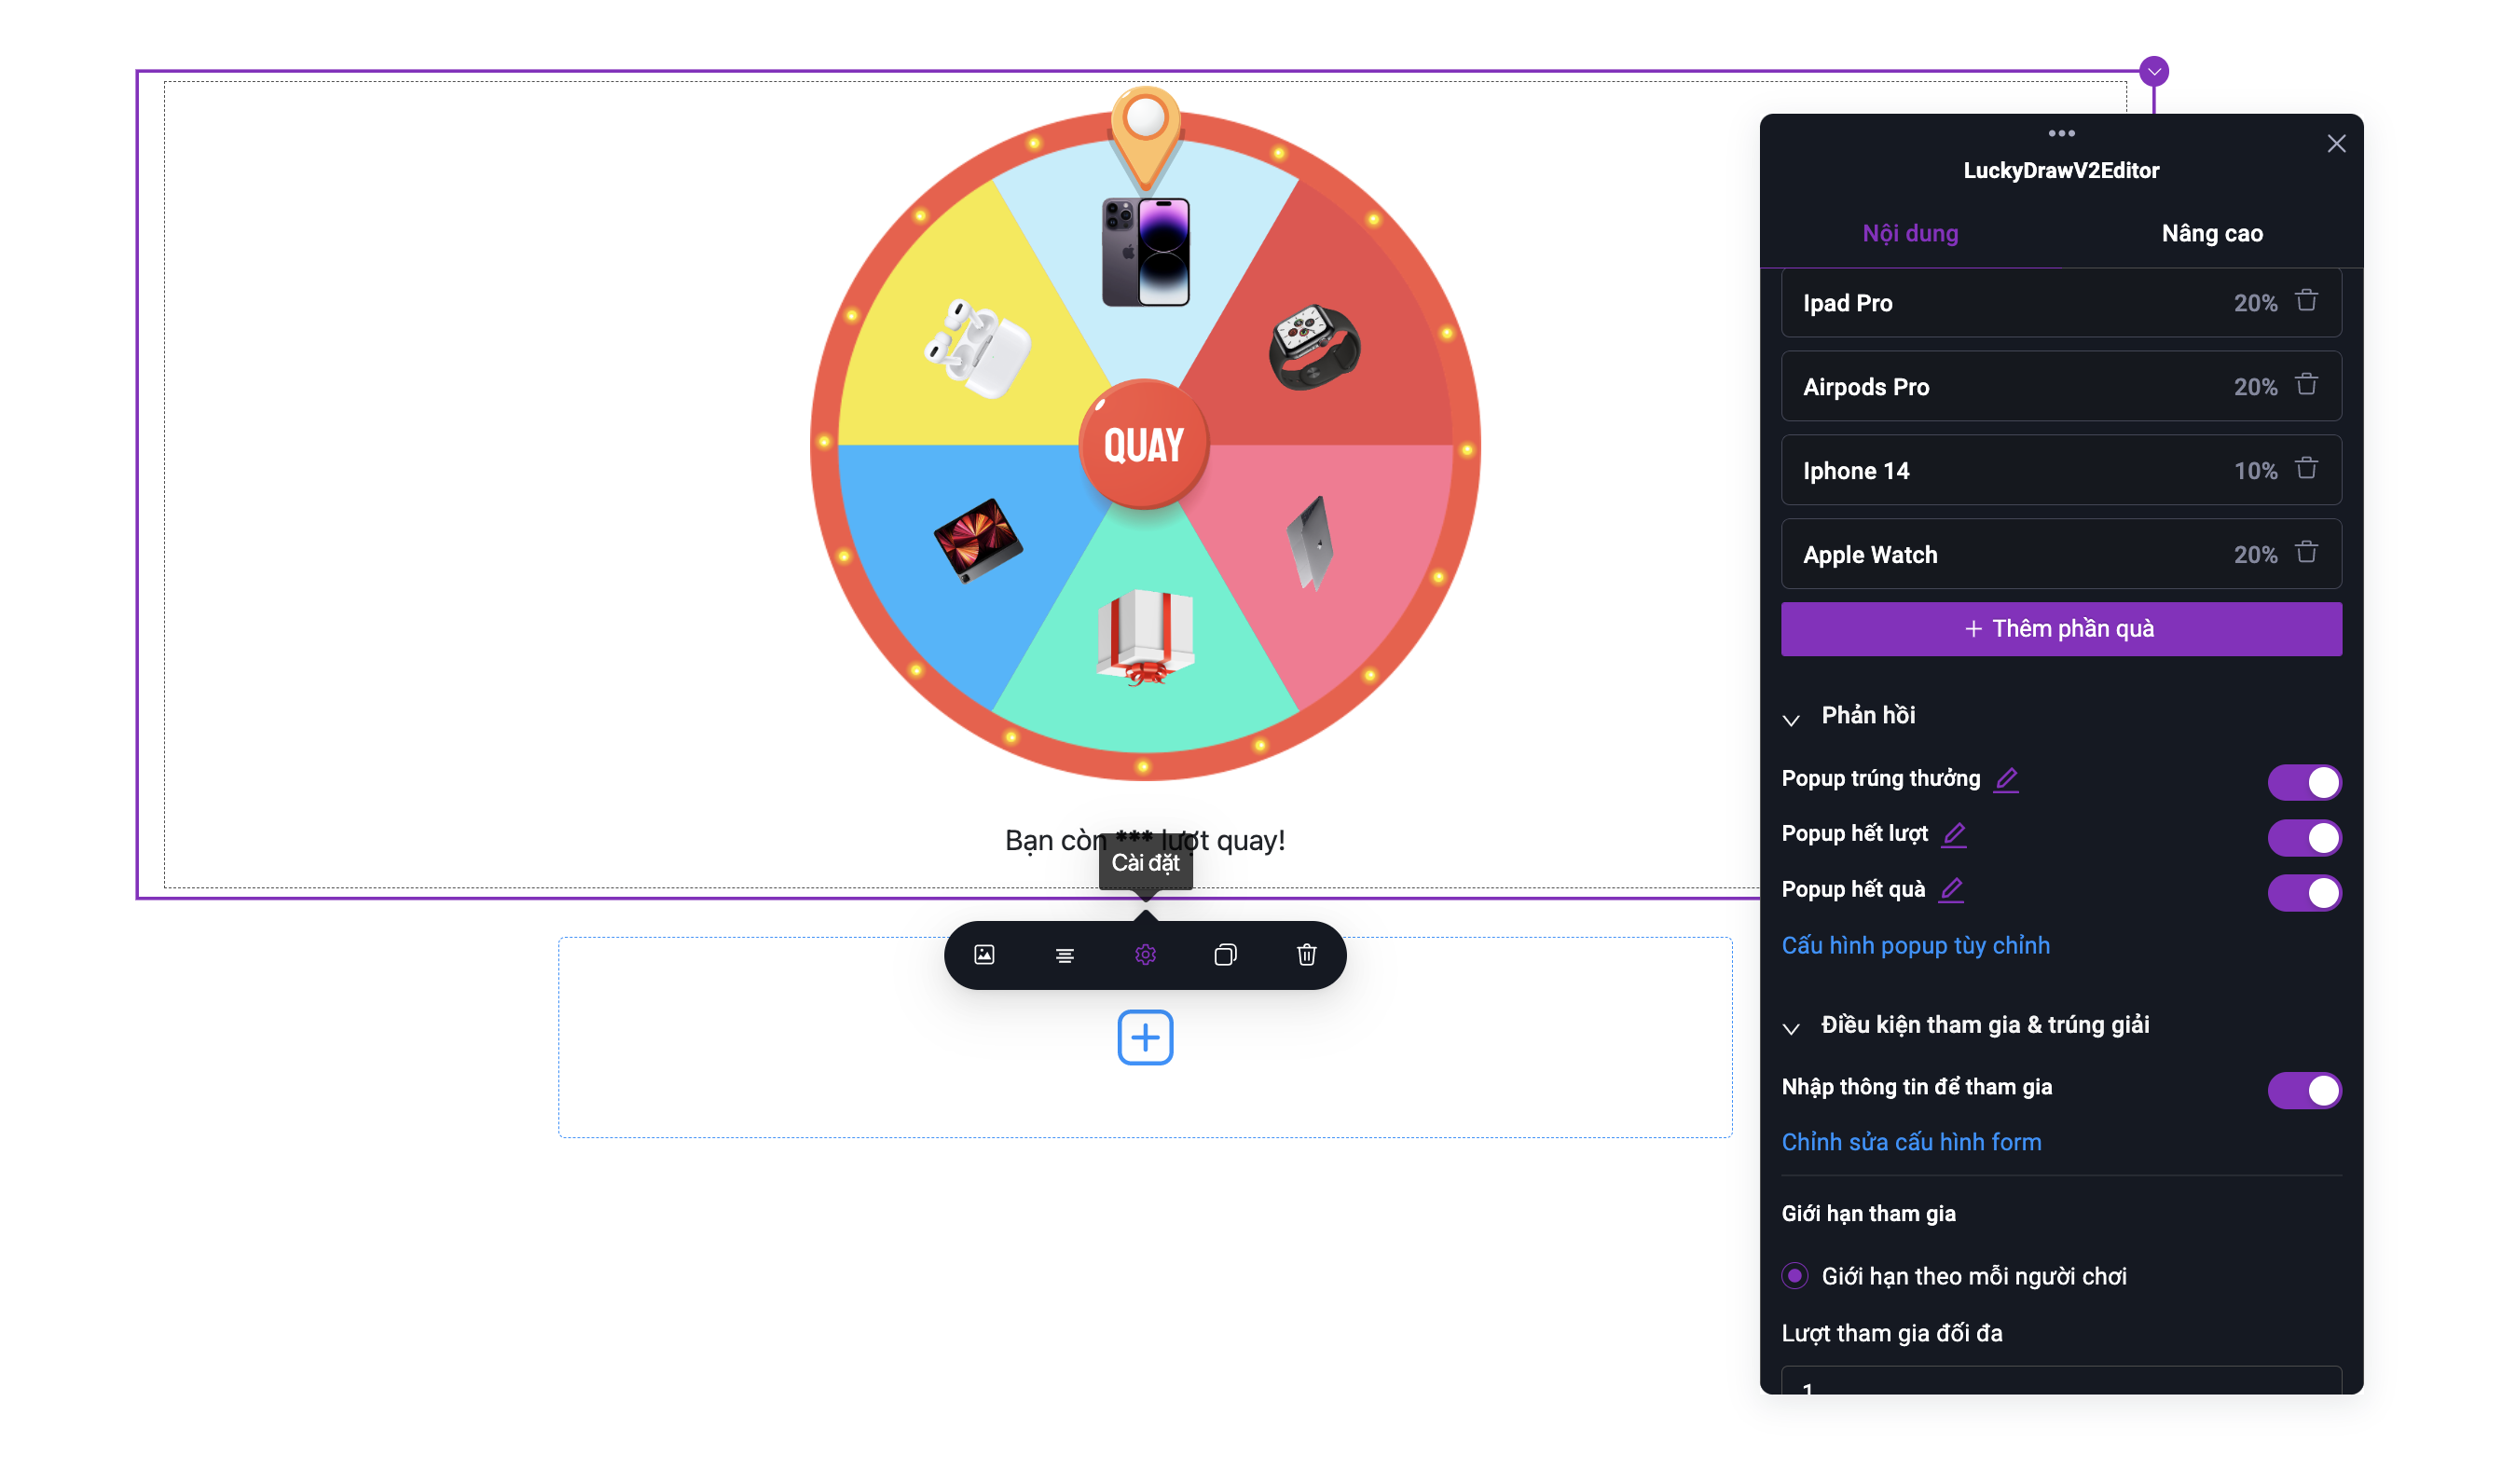 QUAY
Bạn còn *** lượt quay!
Cài đặt
LuckyDrawV2Editor
Nội dung
Nâng cao
Ipad Pro 20%
Airpods Pro 20%
Iphone 14 10%
Apple Watch 20%
+ Thêm phần quà
Phản hồi
Popup trúng thưởng
Popup hết lượt
Popup hết quà
Cấu hình popup tùy chỉnh
Điều kiện tham gia & trúng giải
Nhập thông tin để tham gia
Chỉnh sửa cấu hình form
Giới hạn tham gia
Giới hạn theo mỗi người chơi
Lượt tham gia đối đa
1